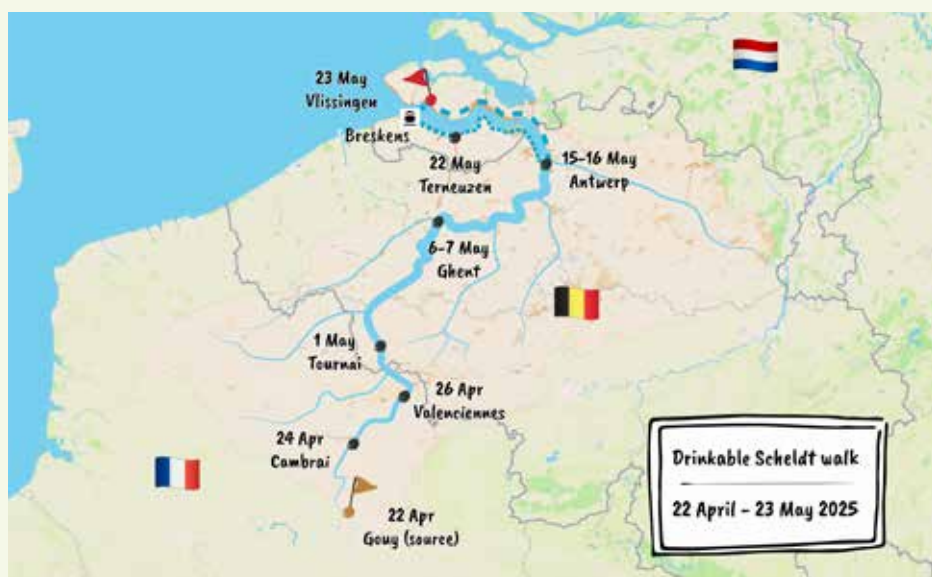 23 May
Vlissingen
Breskens
22 May
Terneuzen
15-16 May
Antwerp
6-7 May
Ghent
1 May
Tournai
26 Apr
Valenciennes
24 Apr
Cambrai
22 Apr
Gouy (source)
Drinkable Scheldt walk
22 April - 23 May 2025